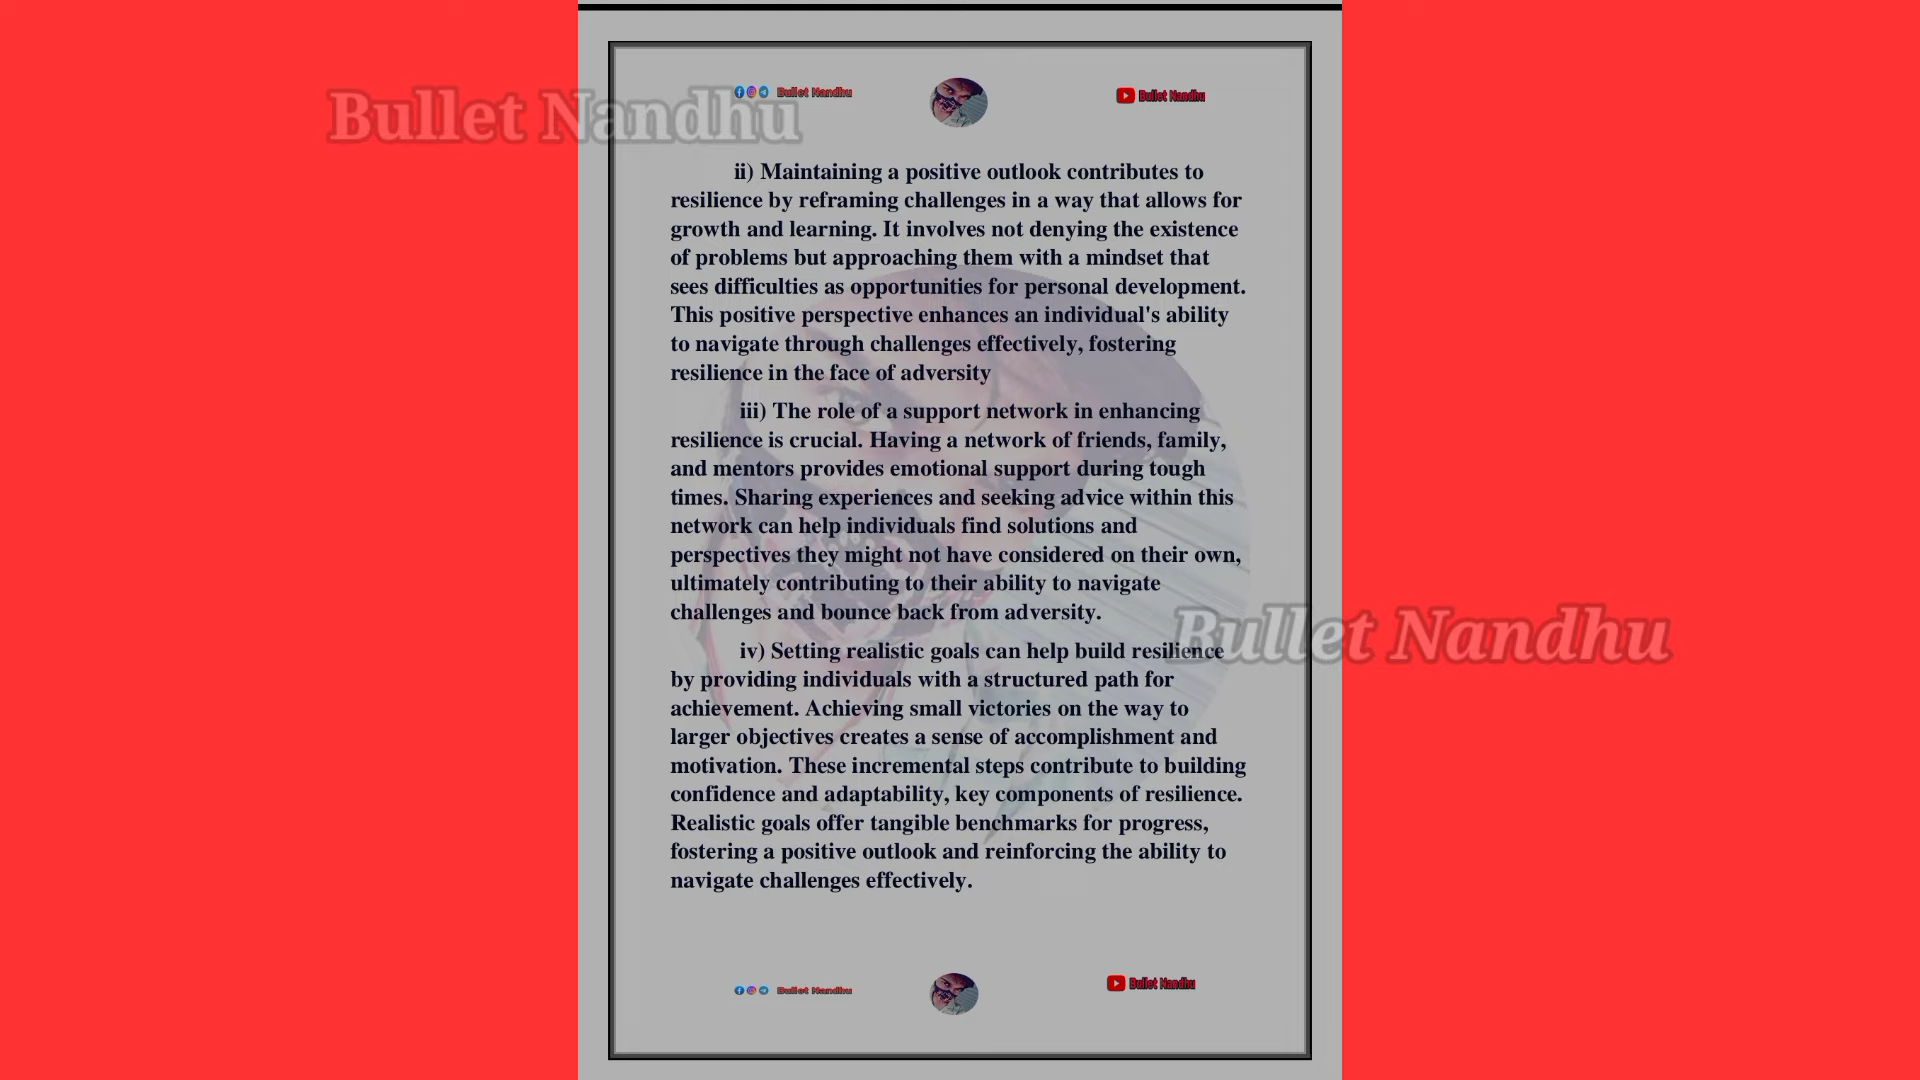 Bullet Nandhu
Bullet Nandhu
Bullet Nandhu
ii) Maintaining a positive outlook contributes to
resilience by reframing challenges in a way that allows for
growth and learning. It involves not denying the existence
of problems but approaching them with a mindset that
sees difficulties as opportunities for personal development.
This positive perspective enhances an individual's ability
to navigate through challenges effectively, fostering
resilience in the face of adversity
iii) The role of a support network in enhancing
resilience is crucial. Having a network of friends, family,
and mentors provides emotional support during tough
times. Sharing experiences and seeking advice within this
network can help individuals find solutions and
perspectives they might not have considered on their own,
ultimately contributing to their ability to navigate
challenges and bounce back from adversity.
Bullet Nandhu
iv) Setting realistic goals can help build resilience
by providing individuals with a structured path for
achievement. Achieving small victories on the way to
larger objectives creates a sense of accomplishment and
motivation. These incremental steps contribute to building
confidence and adaptability, key components of resilience.
Realistic goals offer tangible benchmarks for progress,
fostering a positive outlook and reinforcing the ability to
navigate challenges effectively.
Bullet Nandhu
Bullet Nandhu